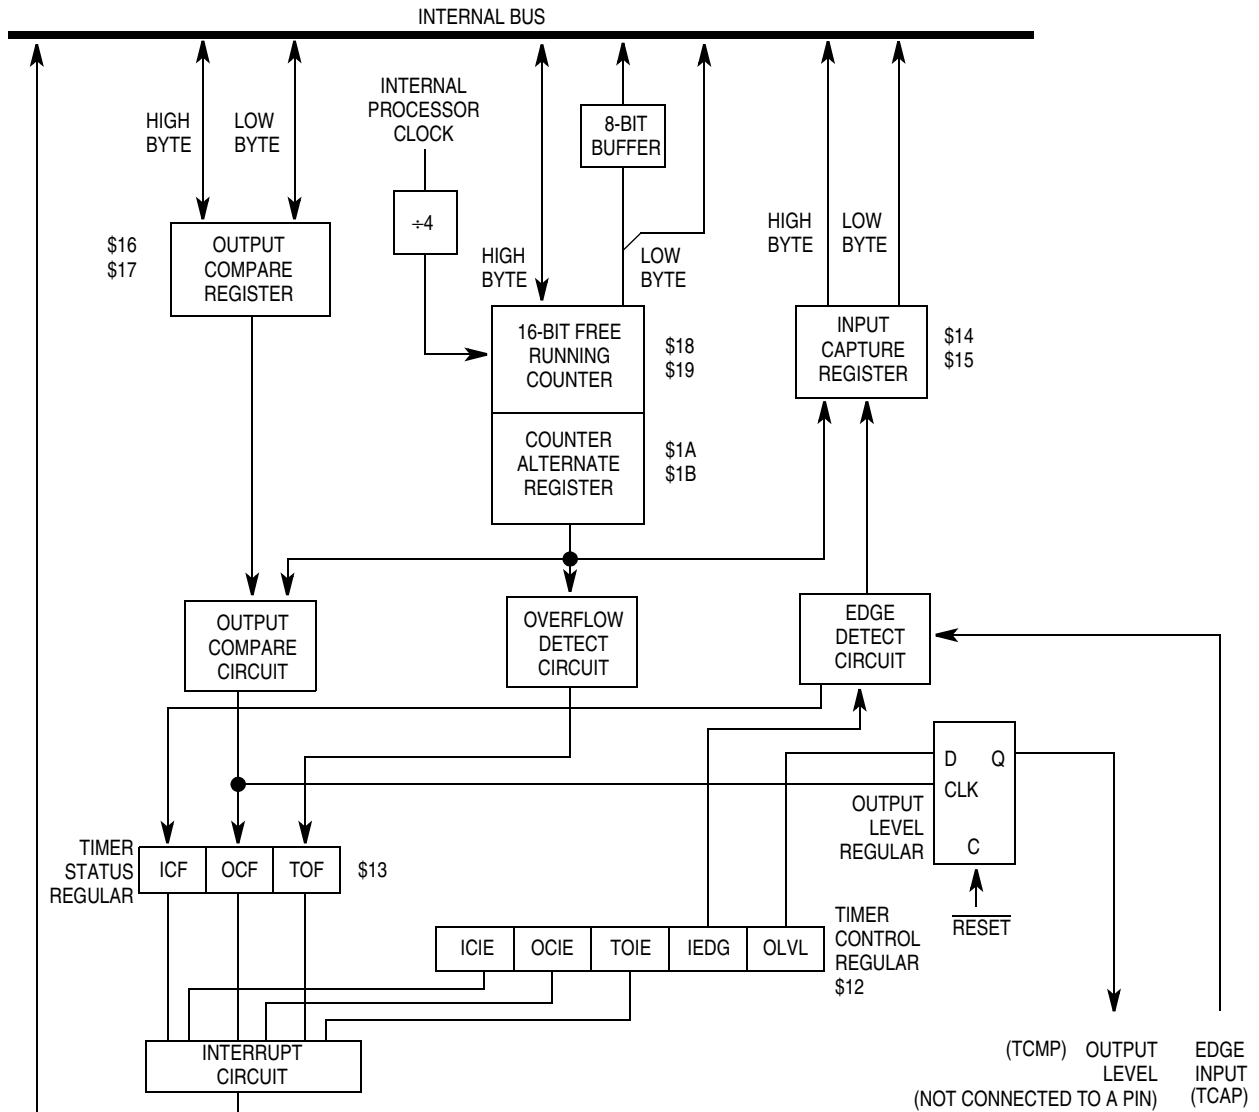 INTERNAL BUS
HIGH
BYTE
LOW
BYTE
INTERNAL
PROCESSOR
CLOCK
÷4
8-BIT
BUFFER
HIGH
BYTE
LOW
BYTE
HIGH
BYTE
LOW
BYTE
$16
$17
OUTPUT
COMPARE
REGISTER
16-BIT FREE
RUNNING
COUNTER
$18
$19
COUNTER
ALTERNATE
REGISTER
$1A
$1B
INPUT
CAPTURE
REGISTER
$14
$15
OUTPUT
COMPARE
CIRCUIT
OVERFLOW
DETECT
CIRCUIT
EDGE
DETECT
CIRCUIT
D Q
CLK
C
OUTPUT
LEVEL
REGULAR
RESET
TIMER
STATUS
REGULAR
ICF OCF TOF
$13
ICIE OCIE TOIE IEDG OLVL
TIMER
CONTROL
REGULAR
$12
INTERRUPT
CIRCUIT
(TCMP) OUTPUT
LEVEL
(NOT CONNECTED TO A PIN)
EDGE
INPUT
(TCAP)